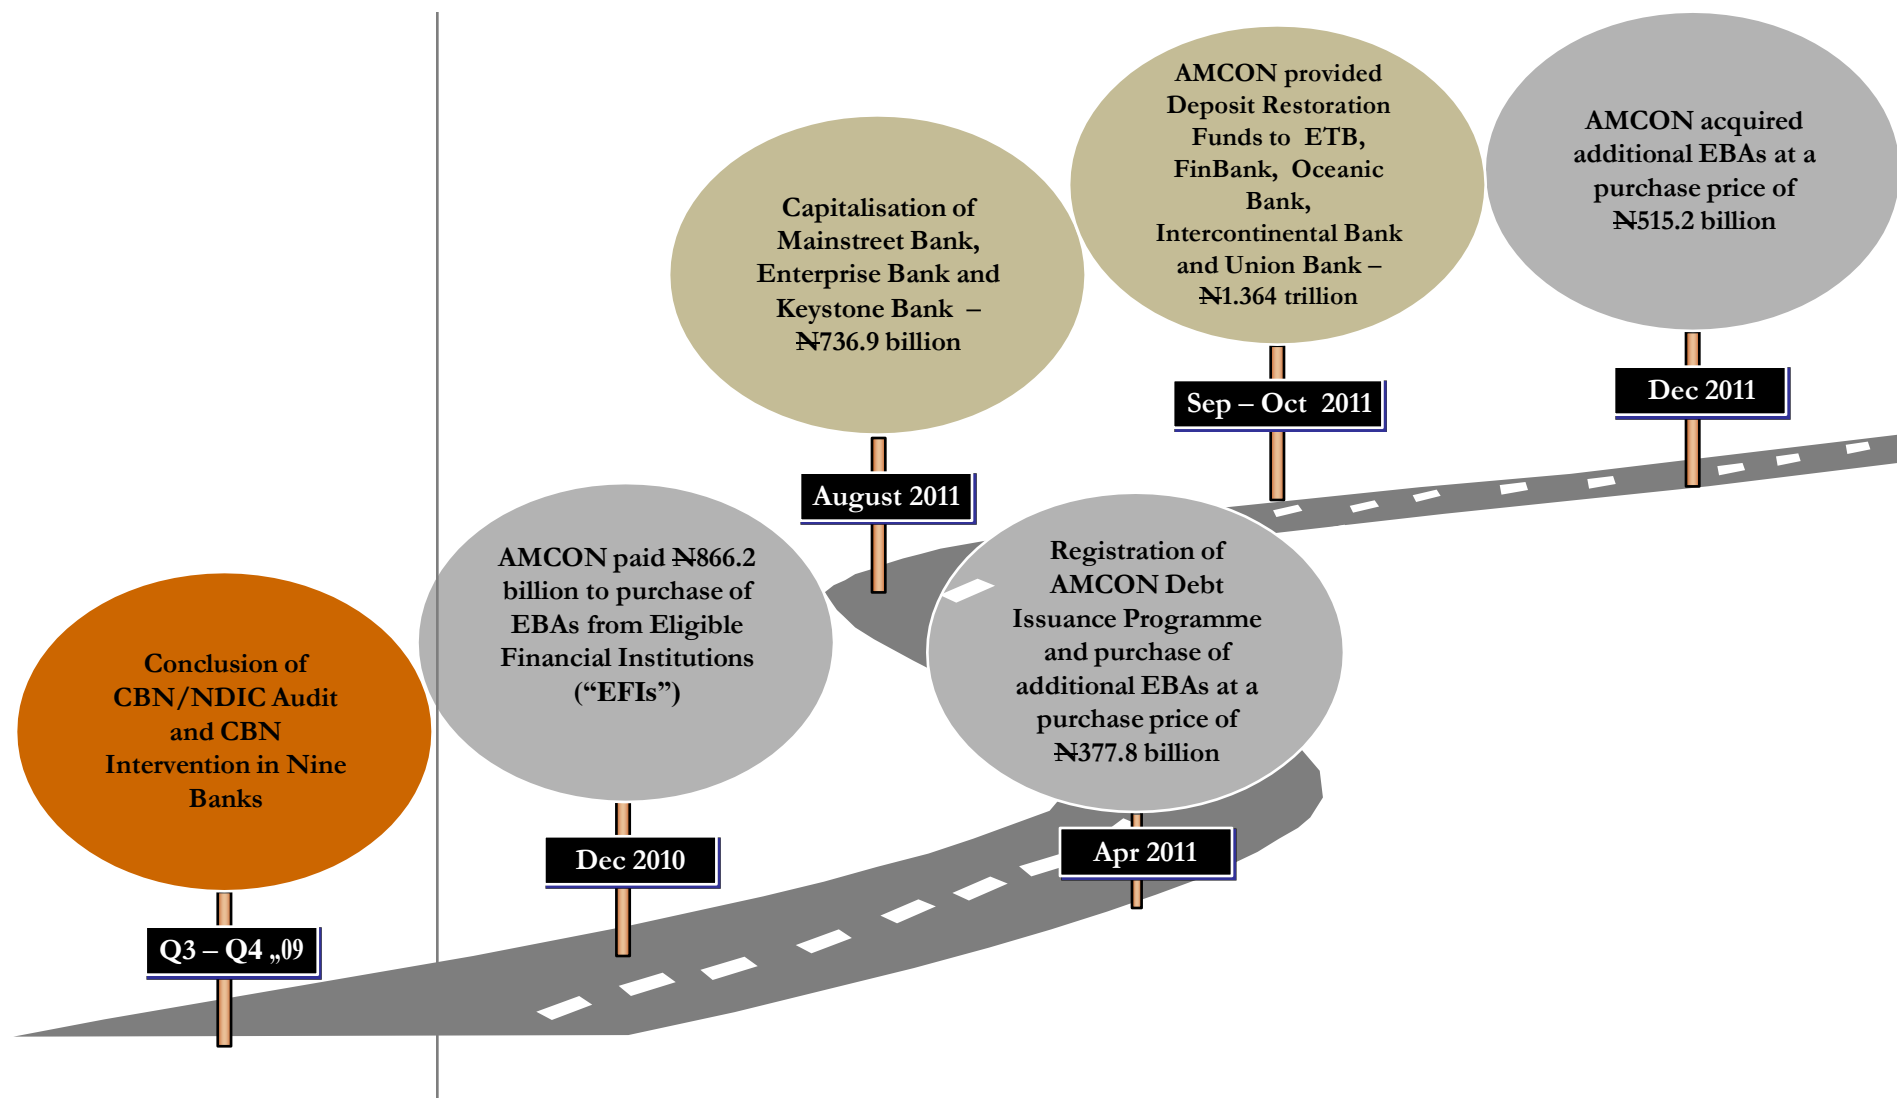 Conclusion of
CBN/NDIC Audit
and CBN
Intervention in Nine
Banks
Q3 – Q4 „09
AMCON paid ₦866.2
billion to purchase of
EBAs from Eligible
Financial Institutions
(“EFIs”)
Dec 2010
Registration of
AMCON Debt
Issuance Programme
and purchase of
additional EBAs at a
purchase price of
₦377.8 billion
Apr 2011
Capitalisation of
Mainstreet Bank,
Enterprise Bank and
Keystone Bank –
₦736.9 billion
August 2011
AMCON provided
Deposit Restoration
Funds to ETB,
FinBank, Oceanic
Bank,
Intercontinental Bank
and Union Bank –
₦1.364 trillion
Sep – Oct 2011
AMCON acquired
additional EBAs at a
purchase price of
₦515.2 billion
Dec 2011